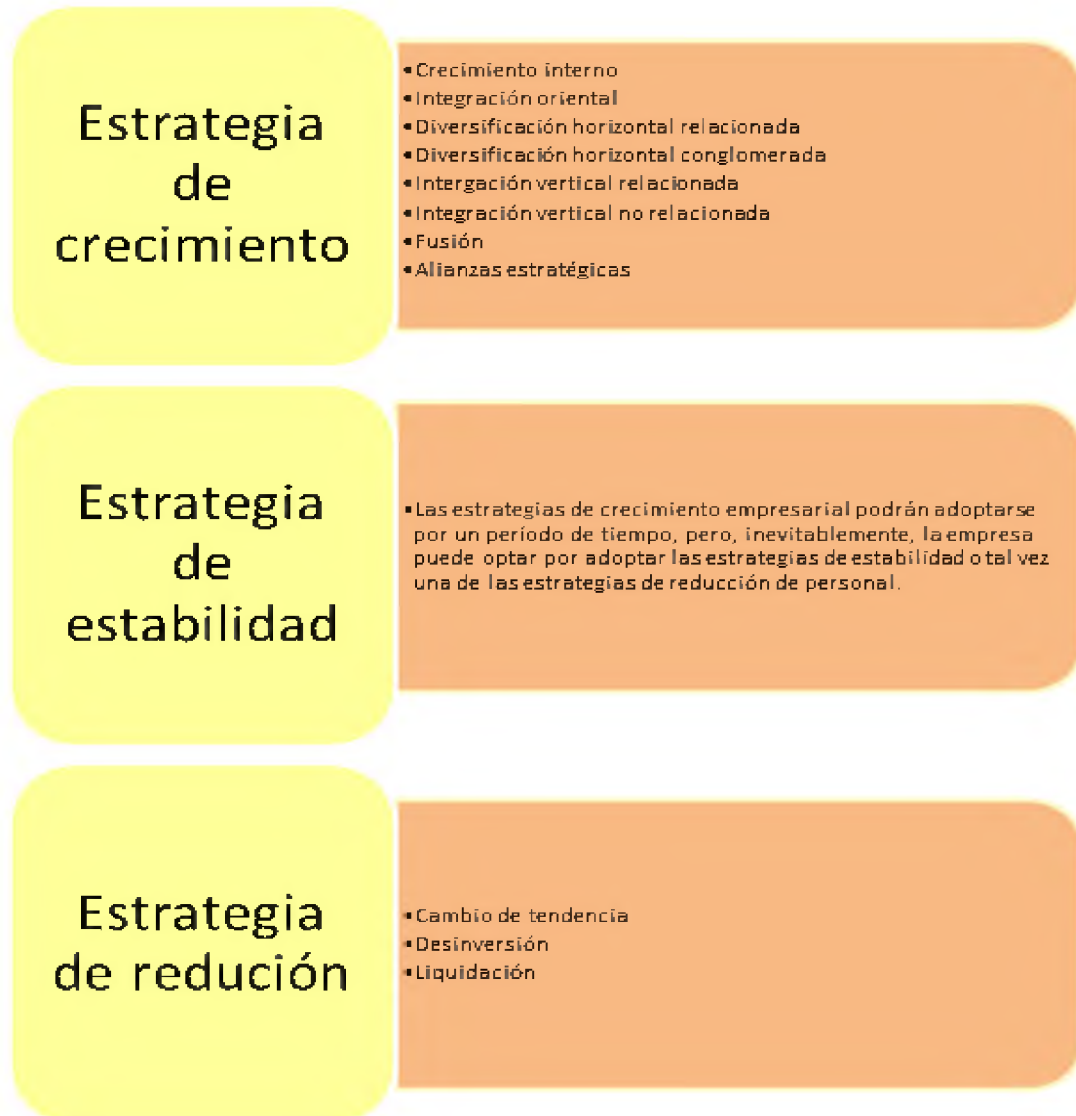 Estrategia
de
crecimiento
• Crecimiento interno
• Integración oriental
• Diversificación horizontal relacionada
• Diversificación horizontal conglomerada
• Intergación vertical relacionada
• Integración vertical no relacionada
• Fusión
• Alianzas estratégicas
Estrategia
de
estabilidad
• Las estrategias de crecimiento empresarial podrán adoptarse
por un período de tiempo, pero, inevitablemente, la empresa
puede optar por adoptar las estrategias de estabilidad o tal vez
una de las estrategias de reducción de personal.
Estrategia
de redución
• Cambio de tendencia
• Desinversión
• Liquidación